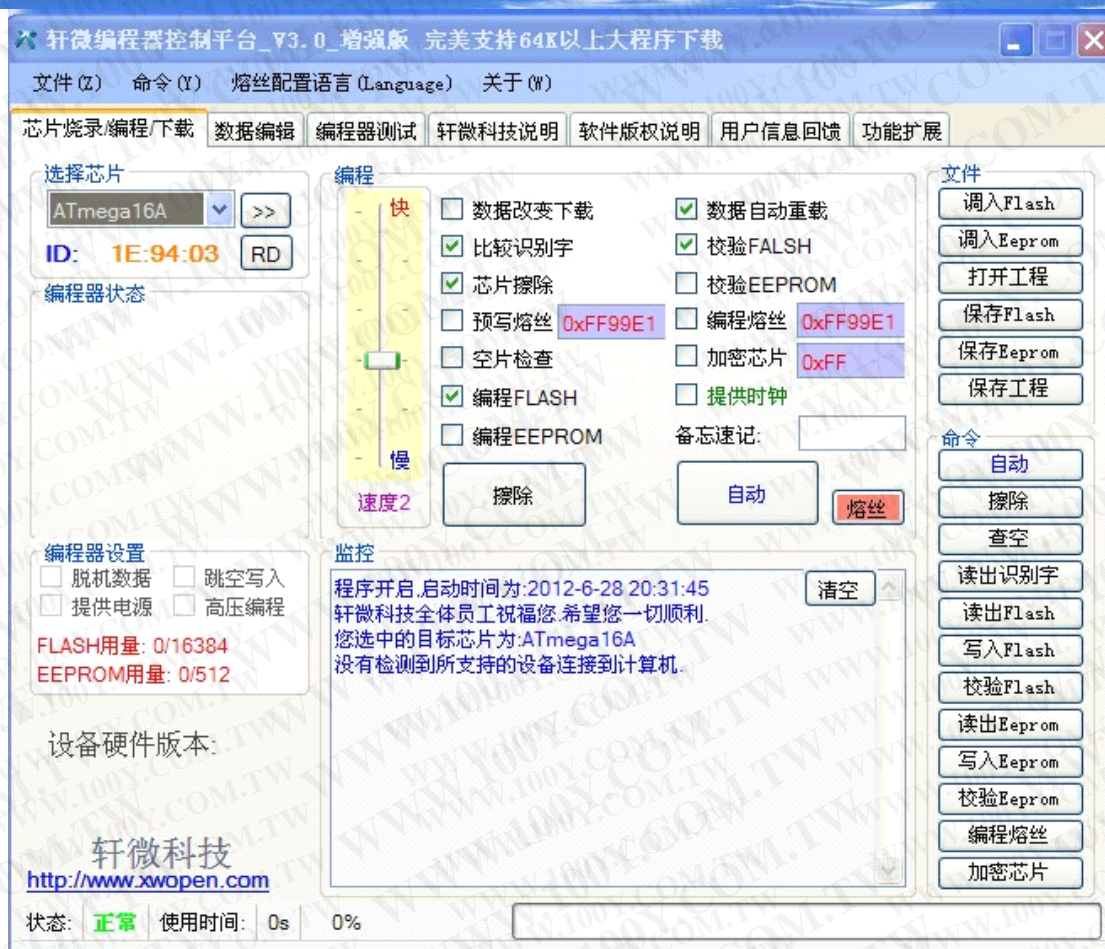 轩微编程器控制平台_V3.0_增强版 完美支持64K以上大程序下载
文件(Z) 命令(Y) 熔丝配置语言(Language) 关于(W)
芯片烧录/编程/下载 数据编辑 编程器测试 轩微科技说明 软件版权说明 用户信息回馈 功能扩展
选择芯片
ATmega16A >>
ID: 1E:94:03 RD
编程器状态
编程
快
慢
速度2
数据改变下载 数据自动重载
比较识别字 校验FALSH
芯片擦除 校验EEPROM
预写熔丝 0xFF99E1 编程熔丝 0xFF99E1
空片检查 加密芯片 0xFF
编程FLASH 提供时钟
编程EEPROM 备忘速记:
擦除 自动 熔丝
文件
调入Flash
调入Eeprom
打开工程
保存Flash
保存Eeprom
保存工程
命令
自动
擦除
查空
读出识别字
读出Flash
写入Flash
校验Flash
读出Eeprom
写入Eeprom
校验Eeprom
编程熔丝
加密芯片
编程器设置
脱机数据 跳空写入
提供电源 高压编程
FLASH用量: 0/16384
EEPROM用量: 0/512
设备硬件版本:
轩微科技
http://www.xwopen.com
监控
程序开启,启动时间为:2012-6-28 20:31:45
轩微科技全体员工祝福您.希望您一切顺利.
您选中的目标芯片为:ATmega16A
没有检测到所支持的设备连接到计算机.
清空
状态: 正常 使用时间: 0s 0%
WWW.100Y.COM.TW